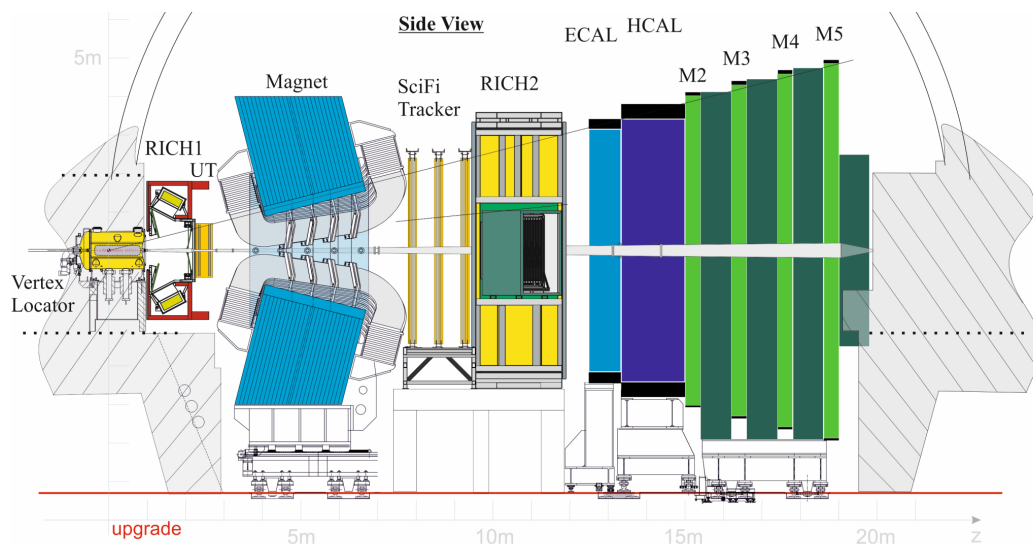 Side View
5m
ECAL
HCAL
M5
M4
M3
M2
Magnet
SciFi
Tracker
RICH2
RICH1
UT
Vertex
Locator
upgrade
5m
10m
15m
20m
z